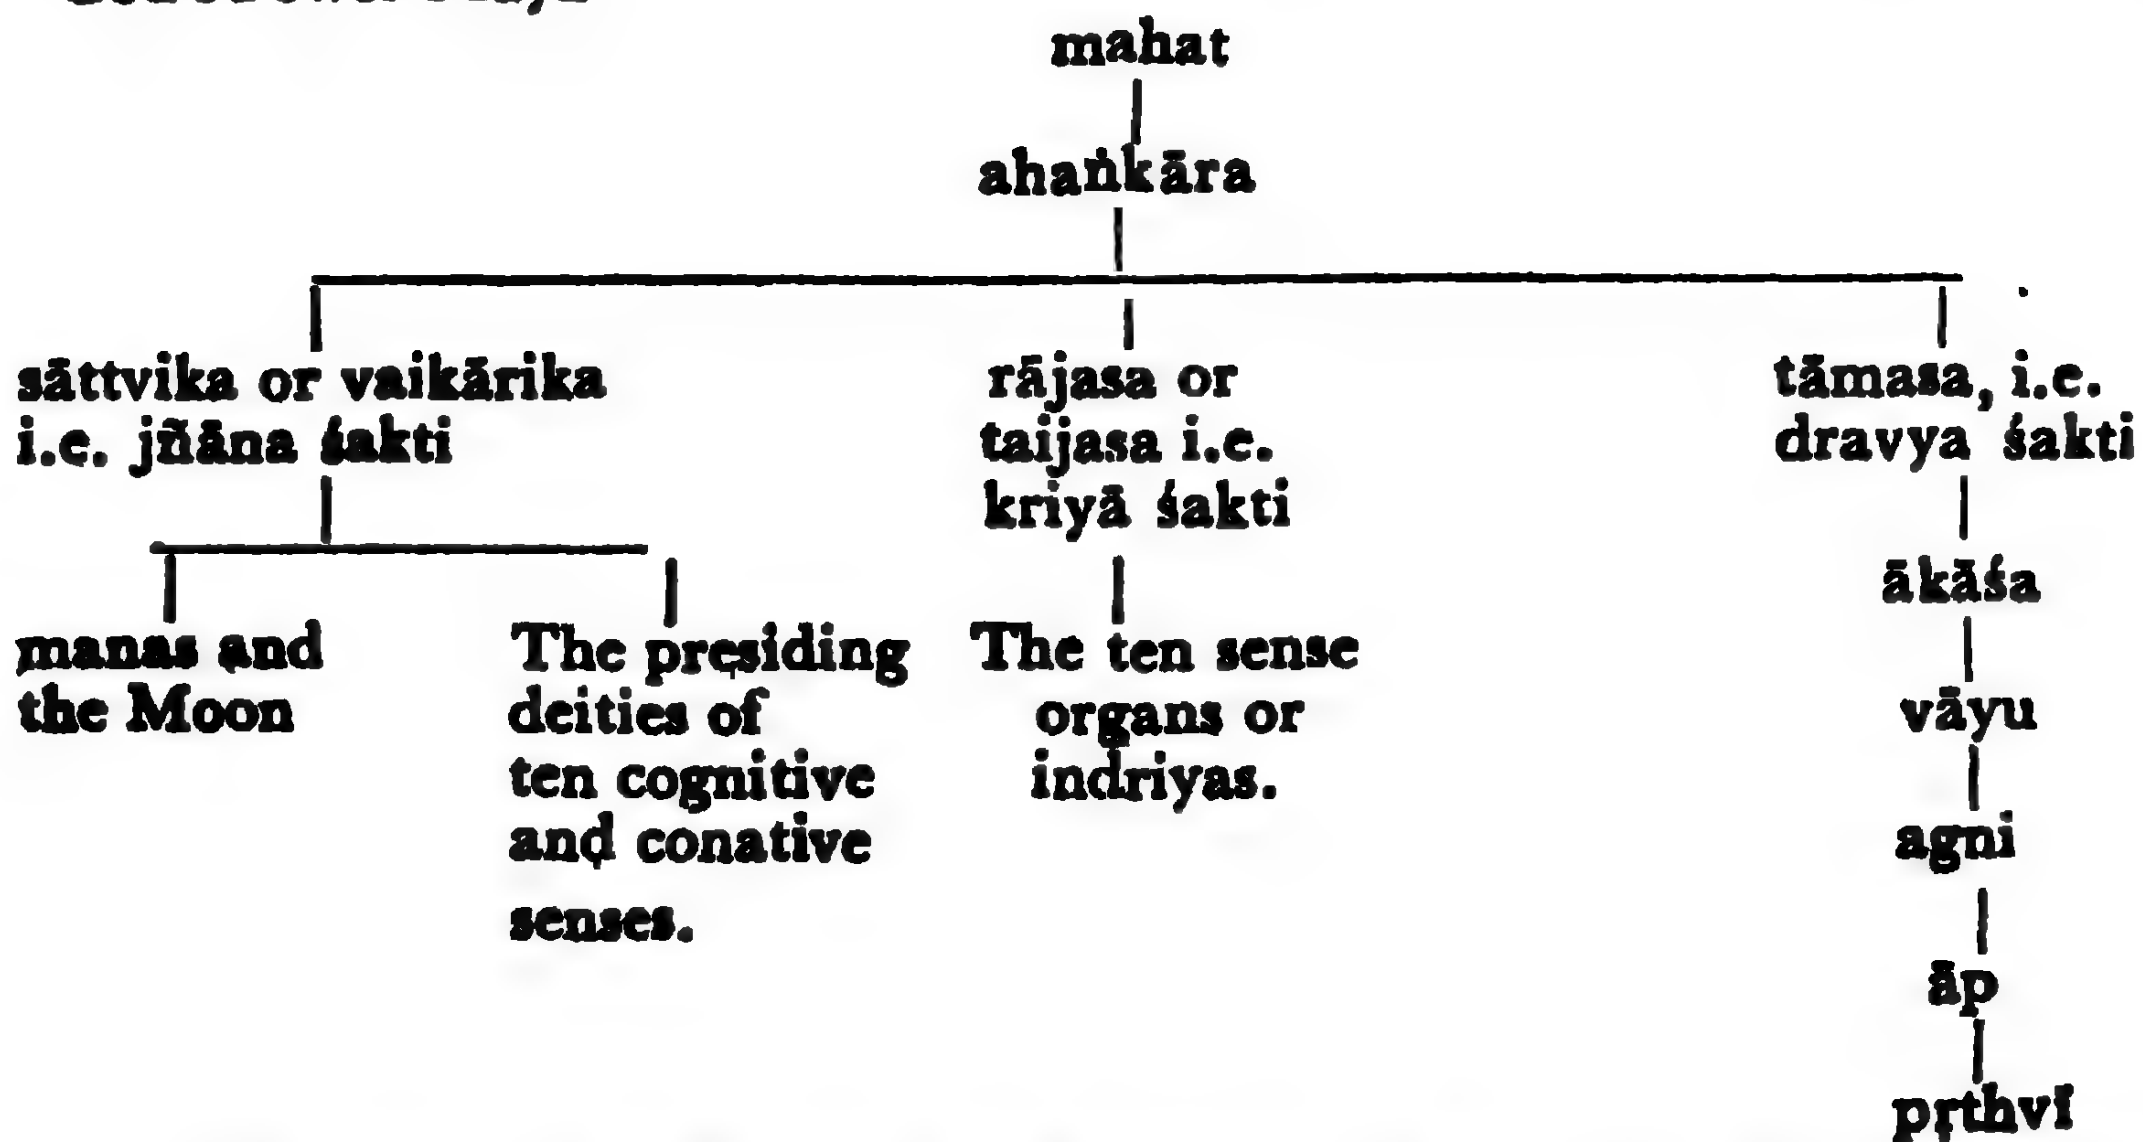 mahat
ahaṅkāra
sāttvika or vaikārika
i.e. jñāna śakti
rājasa or
taijasa i.e.
kriyā śakti
tāmasa, i.e.
dravya śakti
manas and
the Moon
The presiding
deities of
ten cognitive
and conative
senses.
The ten sense
organs or
indriyas.
ākāśa
vāyu
agni
āp
pṛthvī